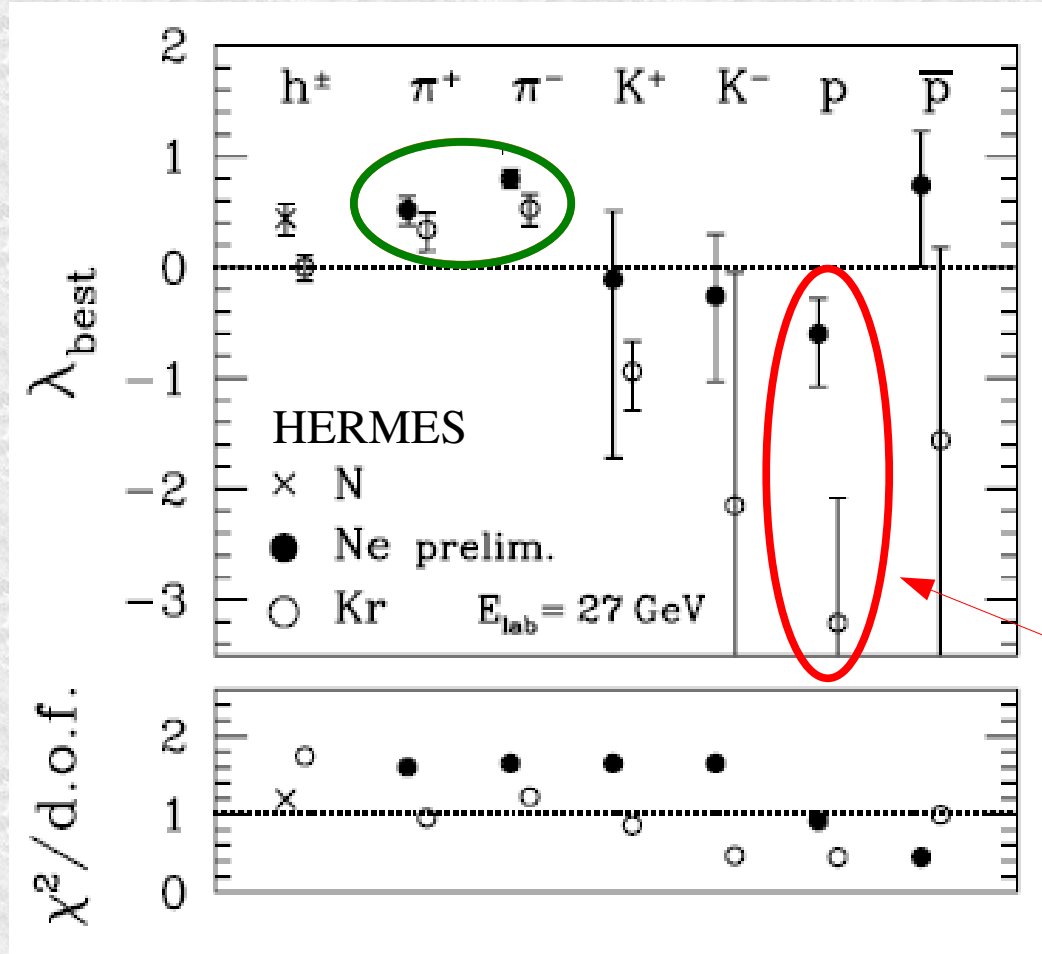 2
h± π+ π− K+ K− p p̅
1
0
λbest
−1
HERMES
× N
−2
● Ne prelim.
−3
○ Kr Elab= 27 GeV
χ²/d.o.f.
2
1
0